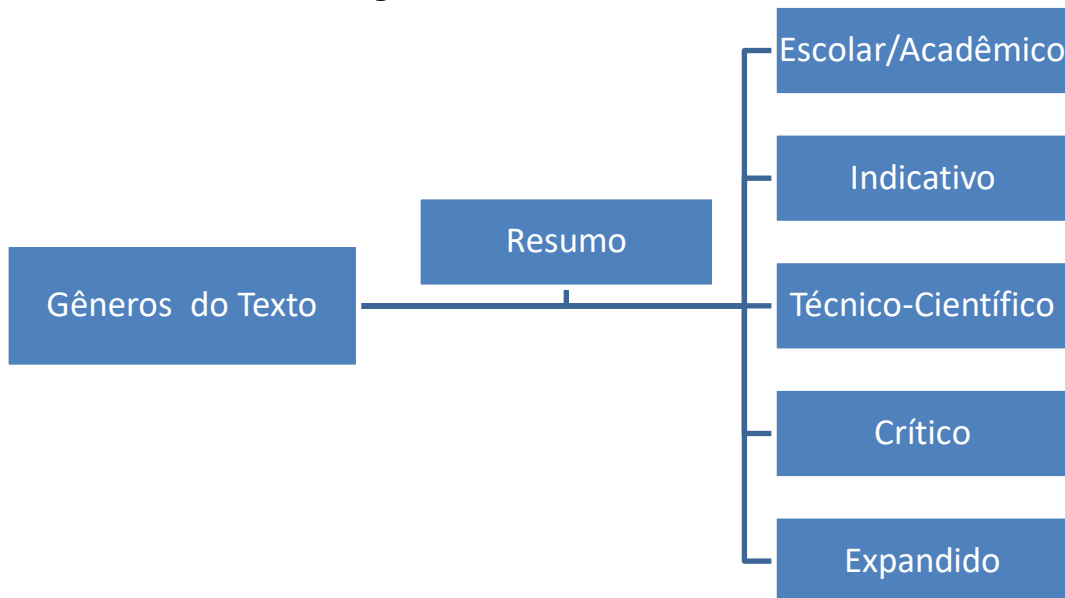 Escolar/Acadêmico
Indicativo
Resumo
Gêneros do Texto
Técnico-Científico
Crítico
Expandido